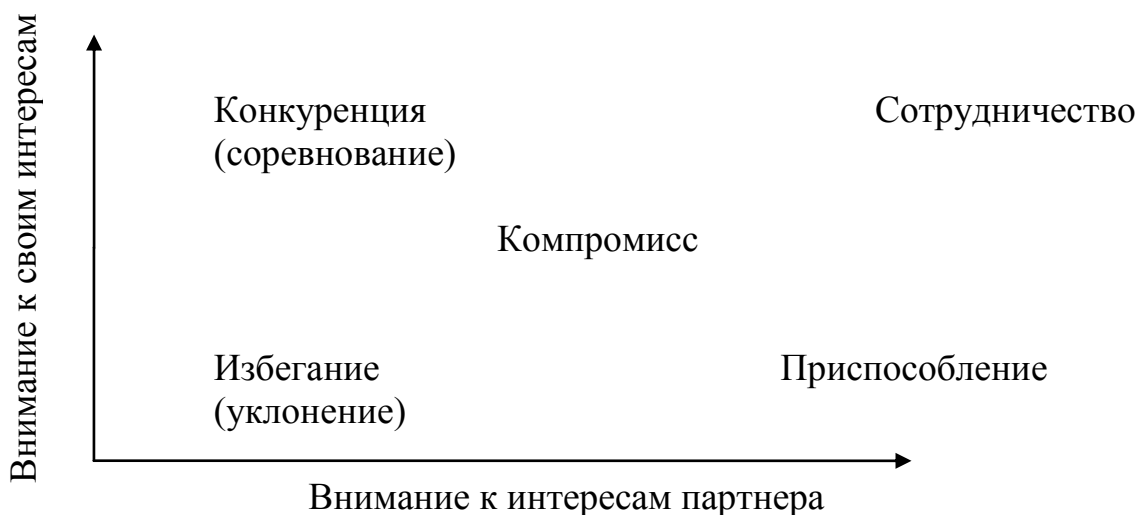 Внимание к своим интересам
Конкуренция
(соревнование)
Сотрудничество
Компромисс
Избегание
(уклонение)
Приспособление
Внимание к интересам партнера